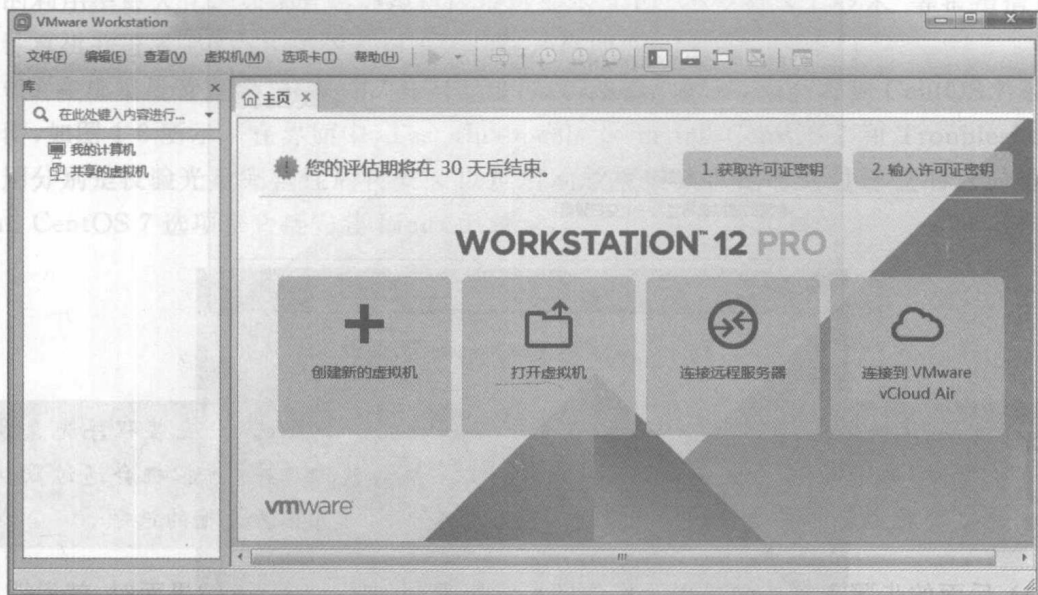 VMware Workstation
文件(F) 编辑(E) 查看(V) 虚拟机(M) 选项卡(T) 帮助(H)
库
在此处键入内容进行...
我的计算机
共享的虚拟机
主页
您的评估期将在 30 天后结束。
1. 获取许可证密钥
2. 输入许可证密钥
CentOS 7
WORKSTATION™ 12 PRO
创建新的虚拟机
打开虚拟机
连接远程服务器
连接到 VMware
vCloud Air
vmware